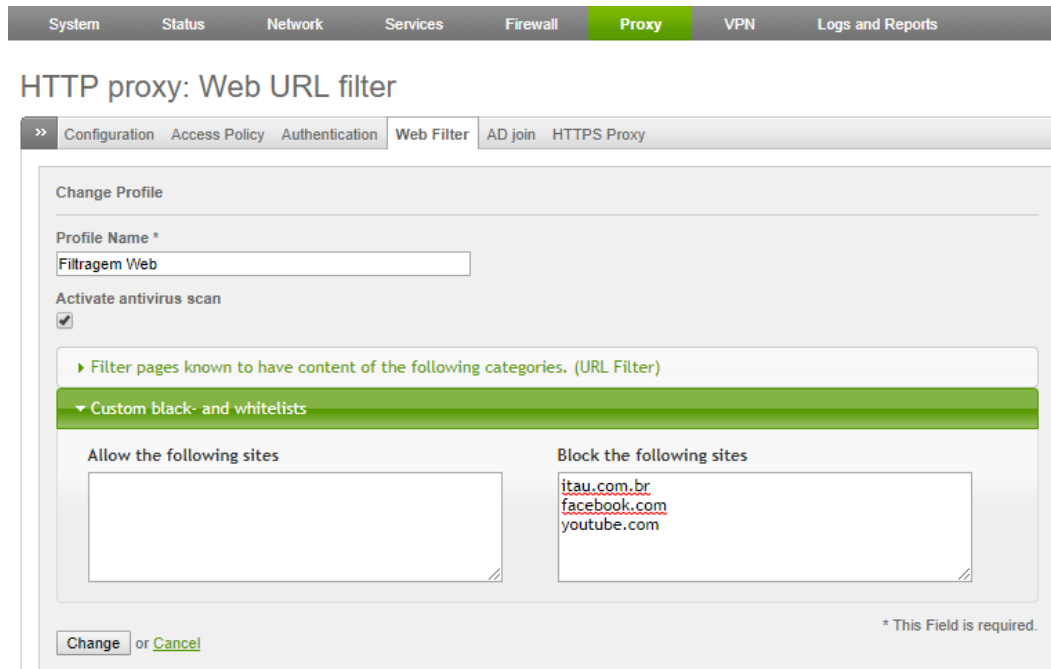 System Status Network Services Firewall Proxy VPN Logs and Reports
HTTP proxy: Web URL filter
» Configuration Access Policy Authentication Web Filter AD join HTTPS Proxy
Change Profile
Profile Name *
Filtragem Web
Activate antivirus scan
Filter pages known to have content of the following categories. (URL Filter)
Custom black- and whitelists
Allow the following sites
Block the following sites
itau.com.br
facebook.com
youtube.com
* This Field is required.
Change or Cancel